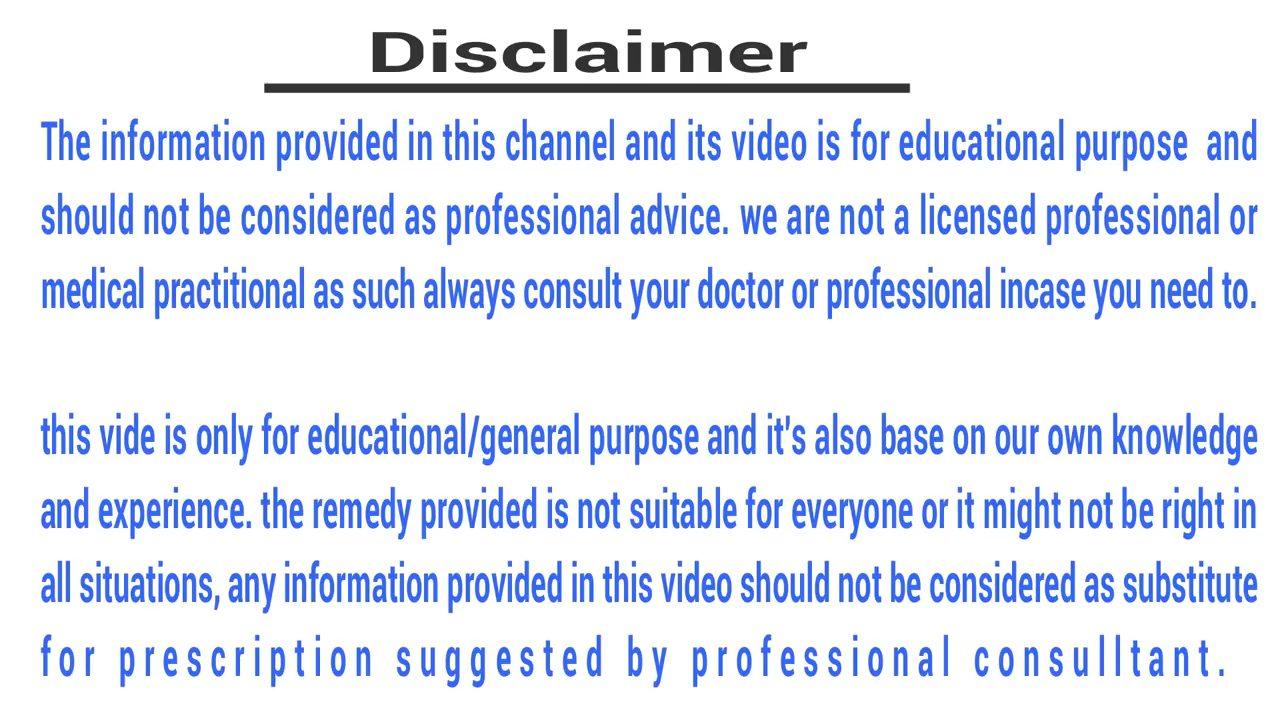 Disclaimer
The information provided in this channel and its video is for educational purpose and
should not be considered as professional advice. we are not a licensed professional or
medical practitional as such always consult your doctor or professional incase you need to.
this vide is only for educational/general purpose and it's also base on our own knowledge
and experience. the remedy provided is not suitable for everyone or it might not be right in
all situations, any information provided in this video should not be considered as substitute
for prescription suggested by professional consulltant.